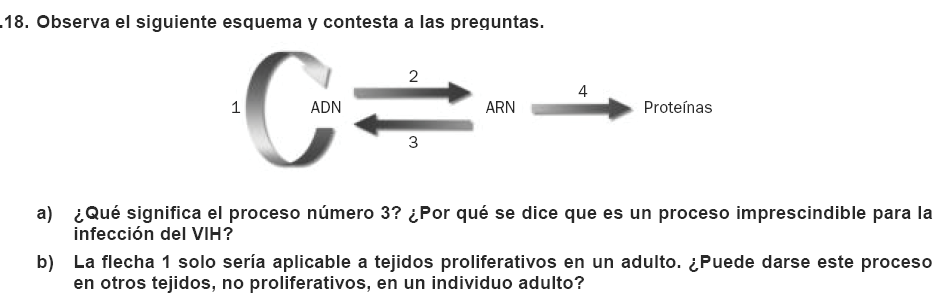 .18. Observa el siguiente esquema y contesta a las preguntas.
2
4
1 ADN ARN Proteínas
3
a) ¿Qué significa el proceso número 3? ¿Por qué se dice que es un proceso imprescindible para la
infección del VIH?
b) La flecha 1 solo sería aplicable a tejidos proliferativos en un adulto. ¿Puede darse este proceso
en otros tejidos, no proliferativos, en un individuo adulto?